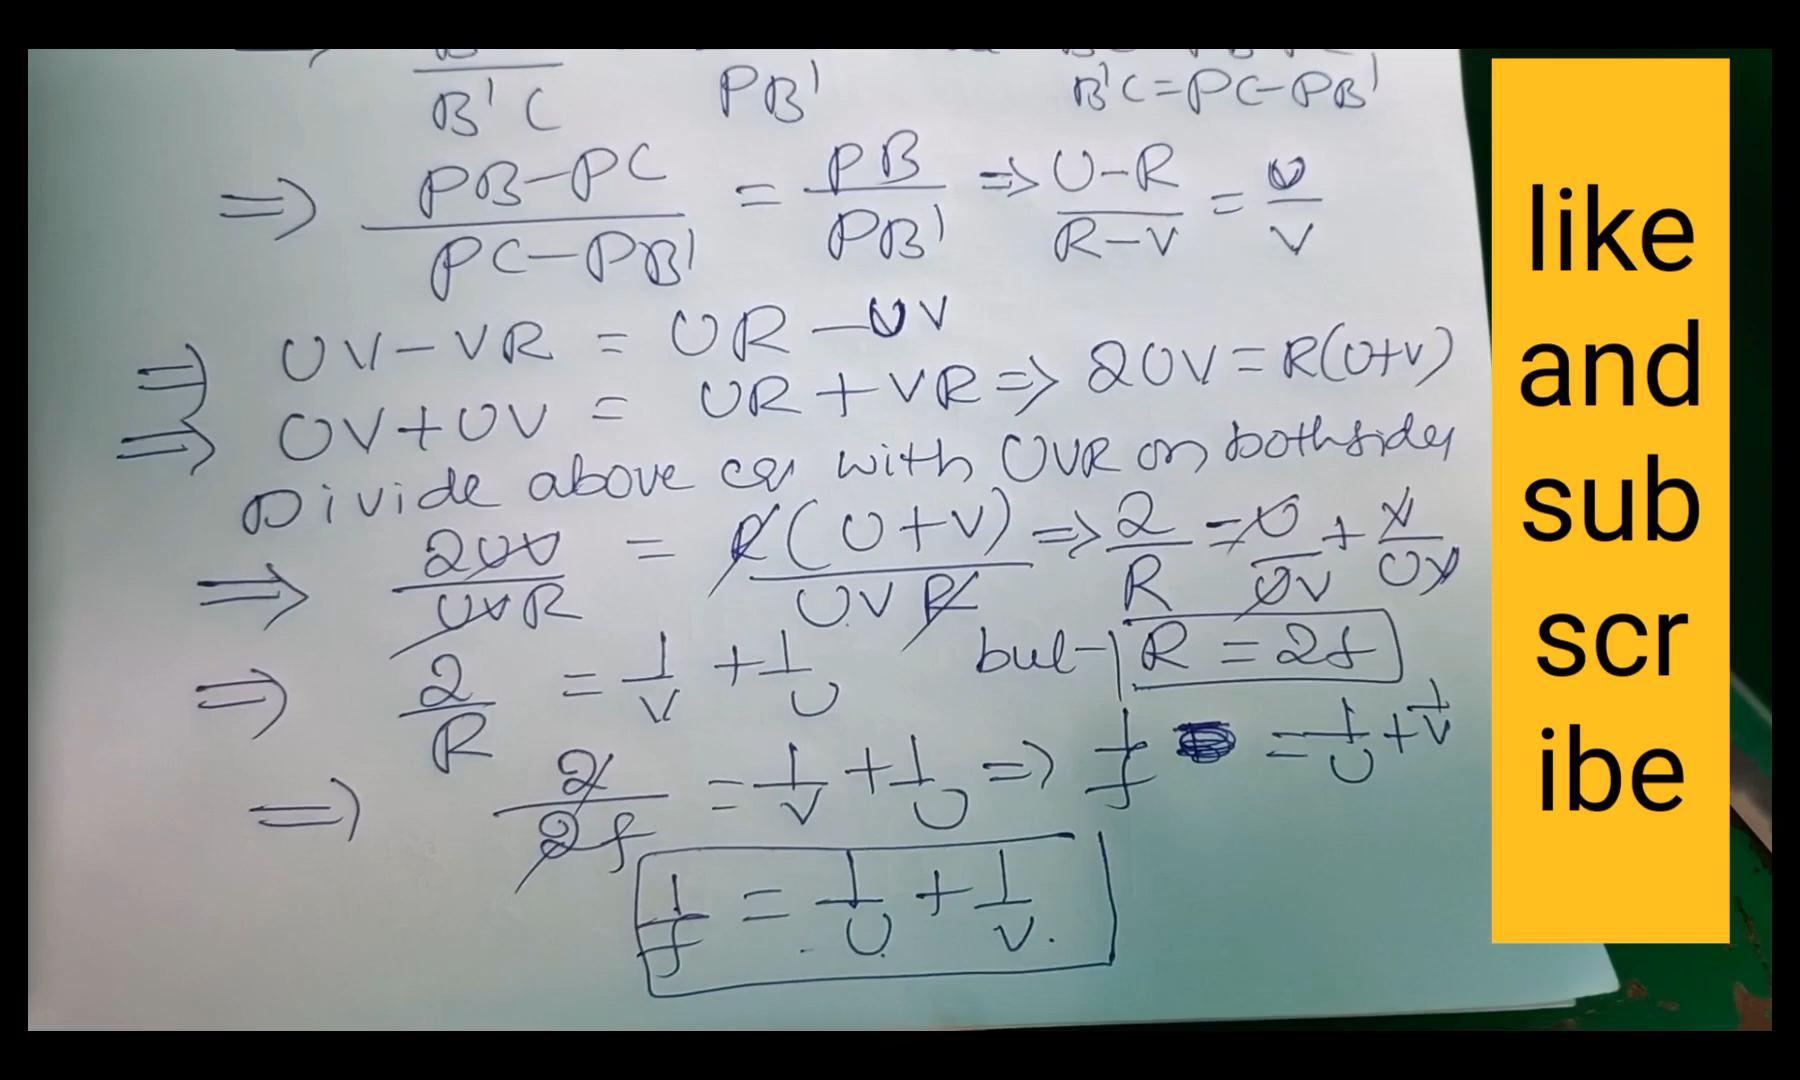 B'C PB' B'C=PC-PB'
=> PB-PC / PC-PB' = PB / PB' => U-R / R-V = U / V
=> UV-VR = UR-UV
=> UV+UV = UR+VR => 2UV=R(U+V)
Divide above eqn with UVR on bothsides
=> 2UV / UVR = R(U+V) / UVR => 2 / R = U / UV + V / UV
=> 2 / R = 1 / V + 1 / U but R=2f
=> 2 / 2f = 1 / V + 1 / U => 1 / f = 1 / U + 1 / V
1 / f = 1 / U + 1 / V.
like
and
sub
scr
ibe